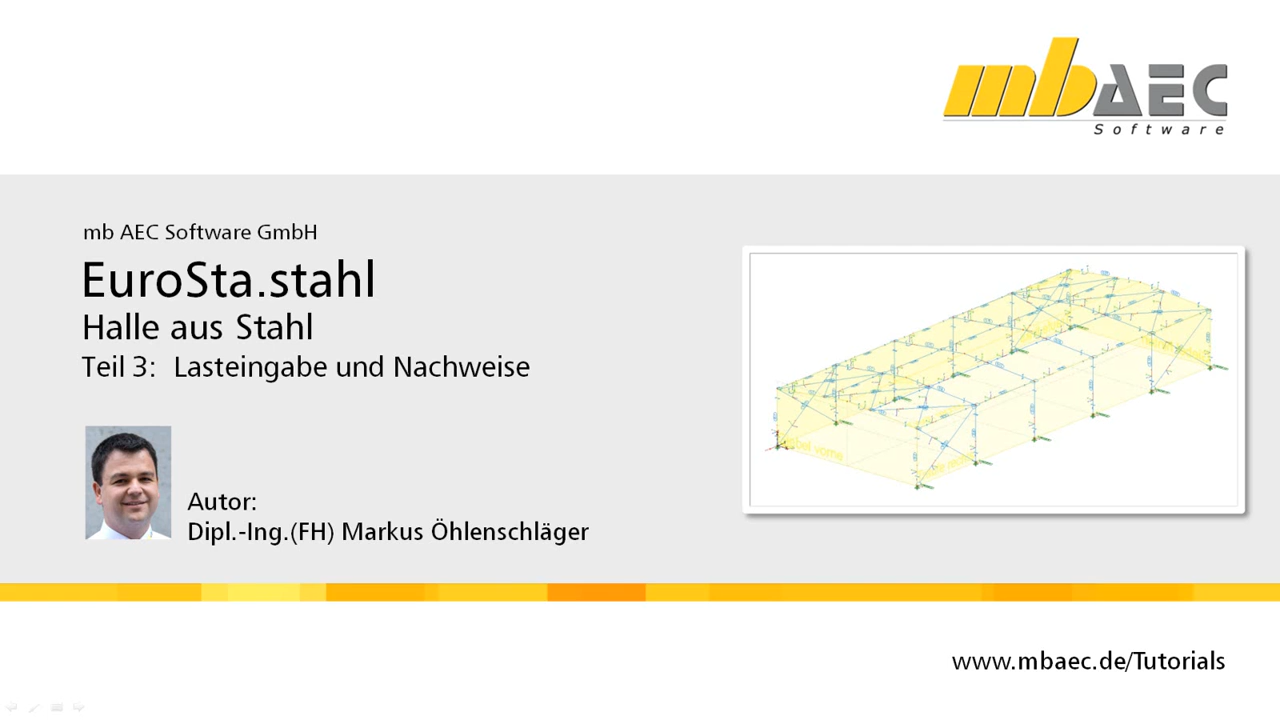 mbAEC
Software
mb AEC Software GmbH
EuroSta.stahl
Halle aus Stahl
Teil 3: Lasteingabe und Nachweise
Autor:
Dipl.-Ing.(FH) Markus Öhlenschläger
www.mbaec.de/Tutorials